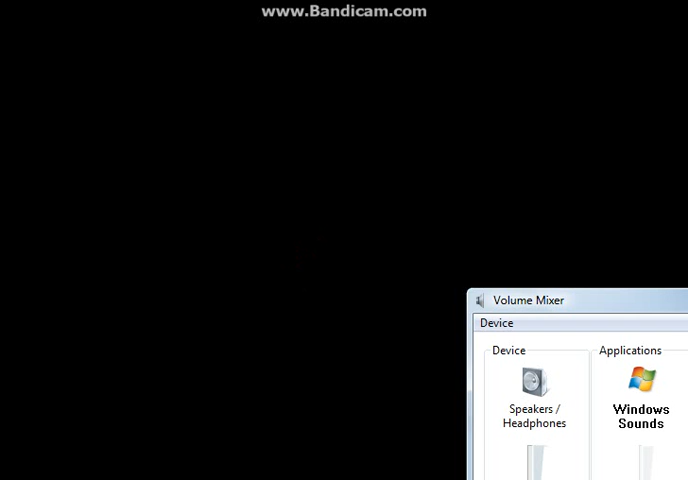 www.Bandicam.com
Volume Mixer
Device
Device
Applications
Speakers /
Headphones
Windows
Sounds